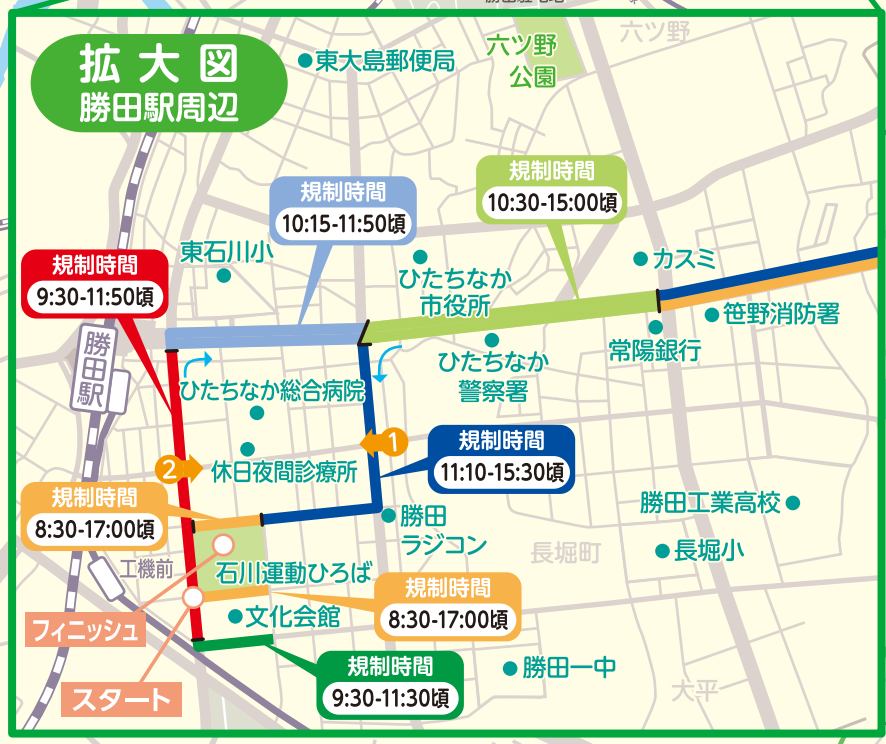 拡大図
勝田駅周辺
東大島郵便局
六ツ野
公園
六ツ野
規制時間
10:15-11:50頃
規制時間
10:30-15:00頃
東石川小
規制時間
9:30-11:50頃
ひたちなか
市役所
カスミ
笹野消防署
常陽銀行
ひたちなか
警察署
勝田駅
ひたちなか総合病院
1
規制時間
11:10-15:30頃
2
休日夜間診療所
規制時間
8:30-17:00頃
勝田
ラジコン
勝田工業高校
長堀町
長堀小
工機前
石川運動ひろば
規制時間
8:30-17:00頃
フィニッシュ
文化会館
規制時間
9:30-11:30頃
勝田一中
スタート
大平